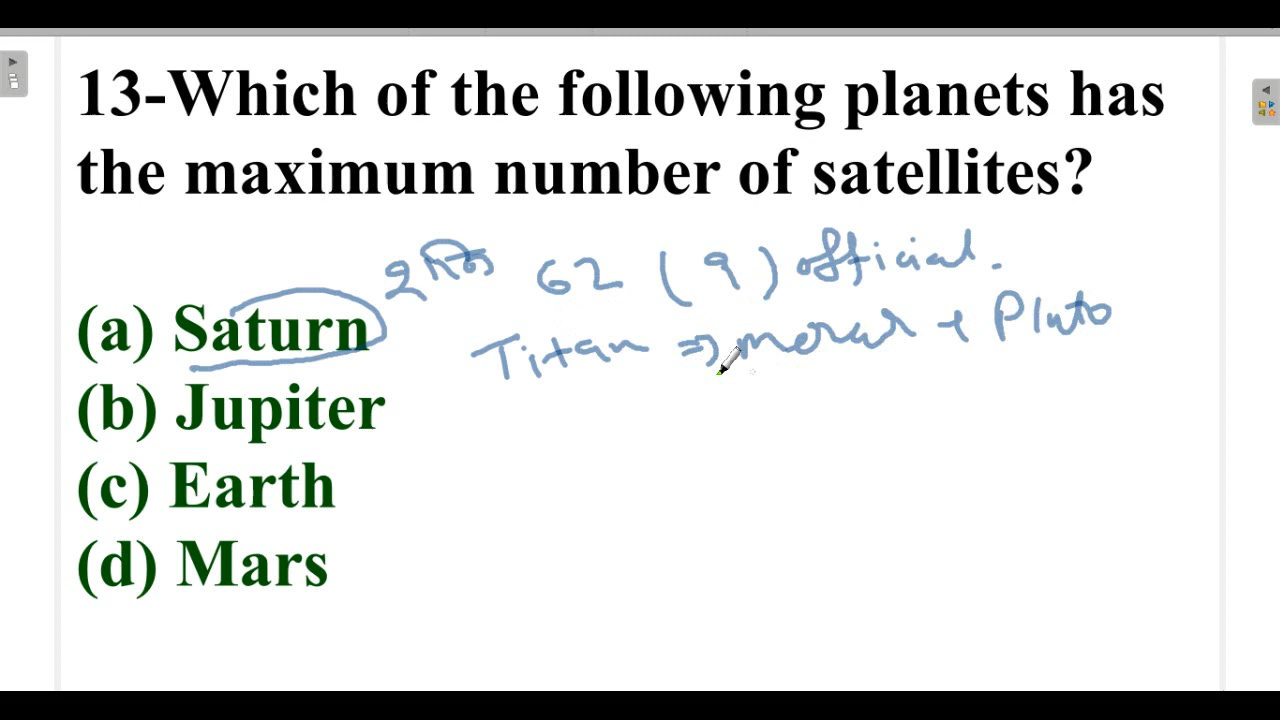 13-Which of the following planets has
the maximum number of satellites?
62 (9) official.
(a) Saturn
Titan ⇒ + Pluto
(b) Jupiter
(c) Earth
(d) Mars